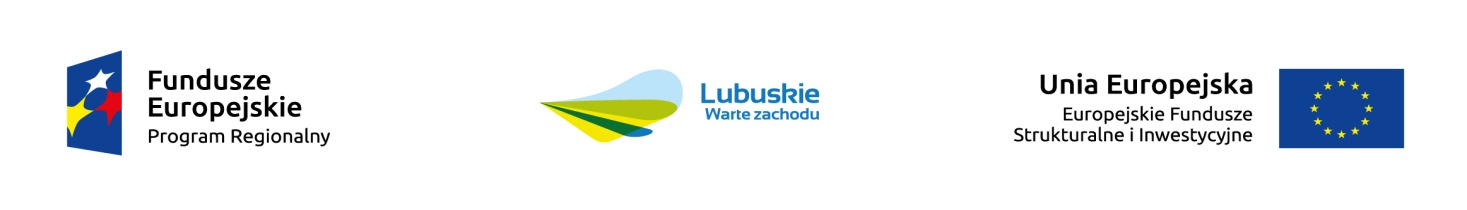 Fundusze
Europejskie
Program Regionalny
Lubuskie
Warte zachodu
Unia Europejska
Europejskie Fundusze
Strukturalne i Inwestycyjne